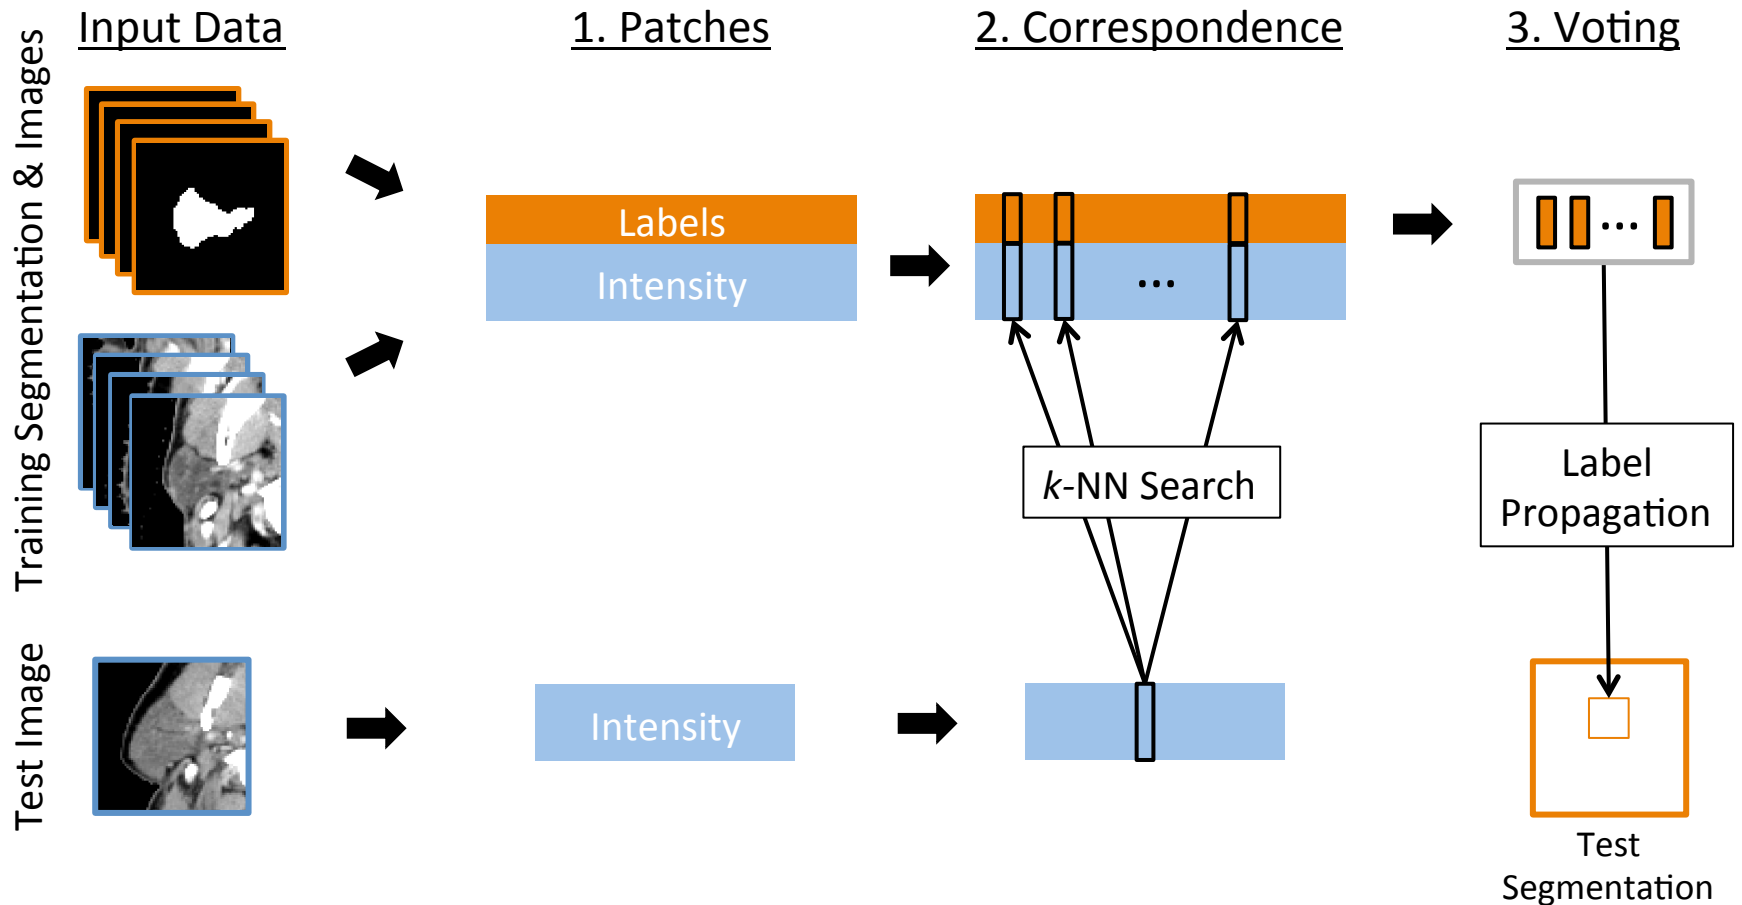 Input Data
1. Patches
2. Correspondence
3. Voting
Training Segmentation & Images
Labels
Intensity
...
...
k-NN Search
Label
Propagation
Test Image
Intensity
Test
Segmentation